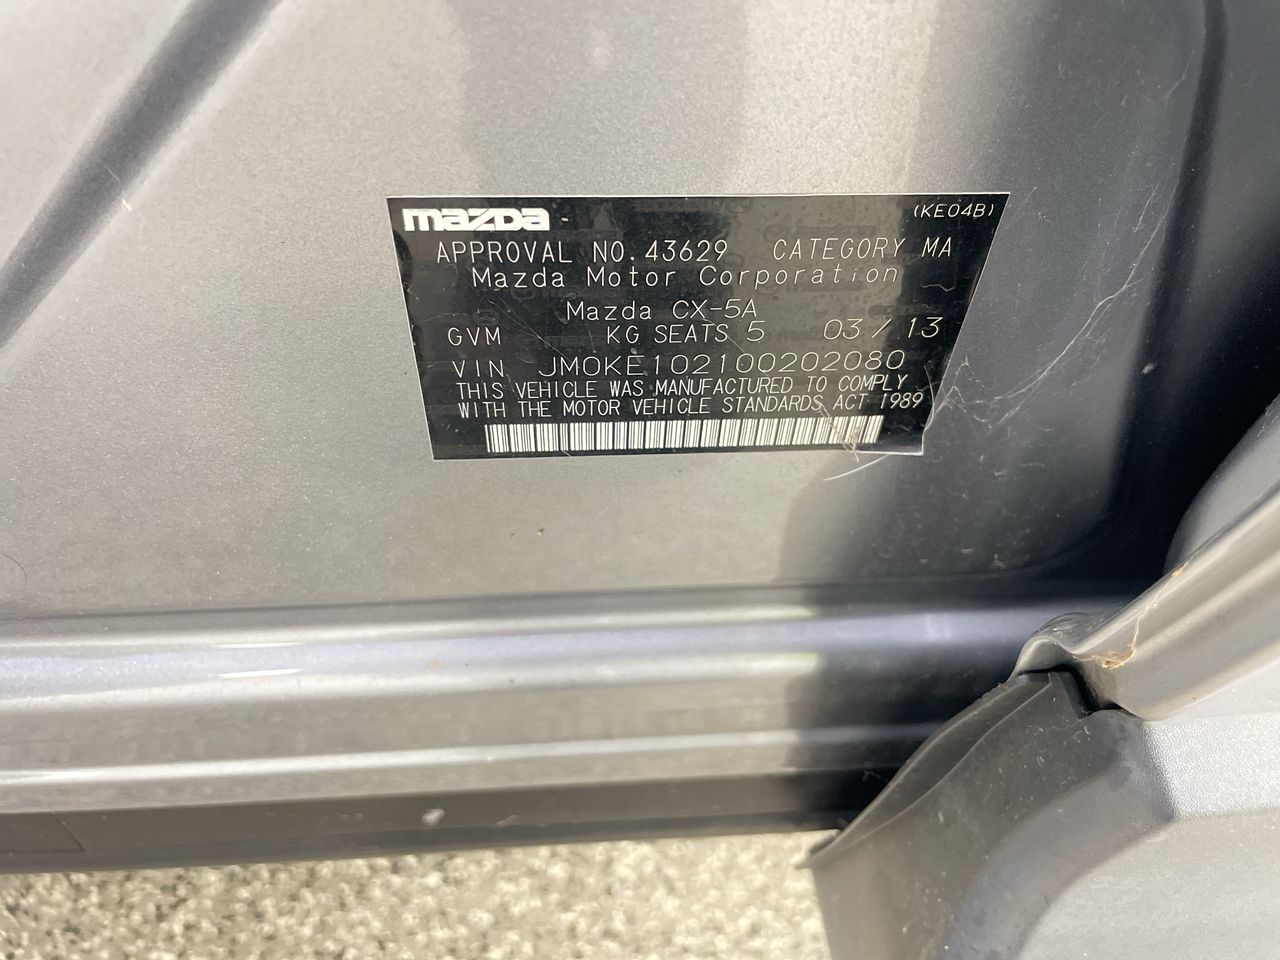 mazda (KE04B)
APPROVAL NO.43629 CATEGORY MA
Mazda Motor Corporation
Mazda CX-5A
GVM KG SEATS 5 03/13
VIN JM0KE102100202080
THIS VEHICLE WAS MANUFACTURED TO COMPLY
WITH THE MOTOR VEHICLE STANDARDS ACT 1989